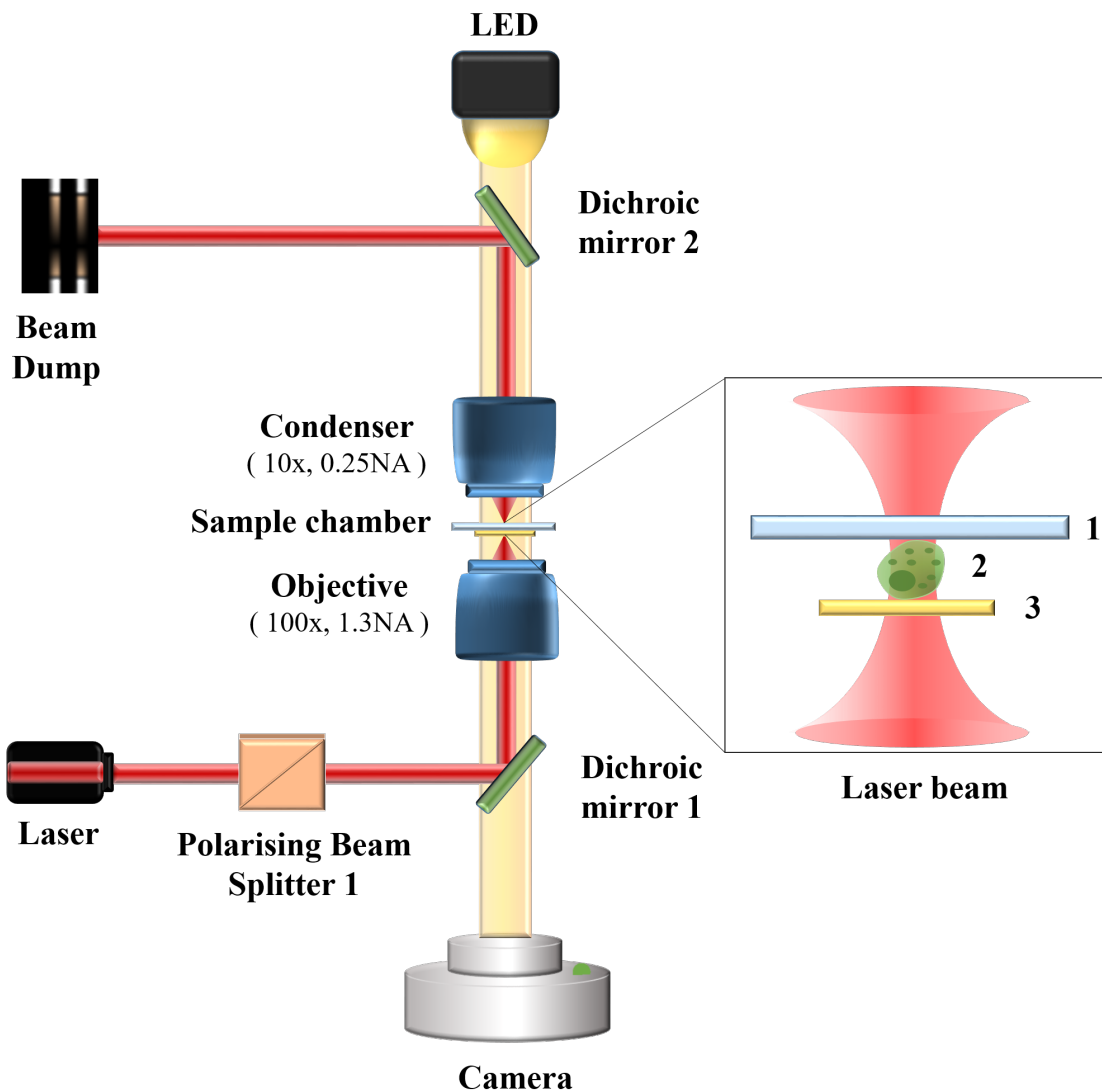 LED
Dichroic
mirror 2
Beam
Dump
Condenser
( 10x, 0.25NA )
Sample chamber
Objective
( 100x, 1.3NA )
1
2
3
Laser beam
Dichroic
mirror 1
Laser
Polarising Beam
Splitter 1
Camera